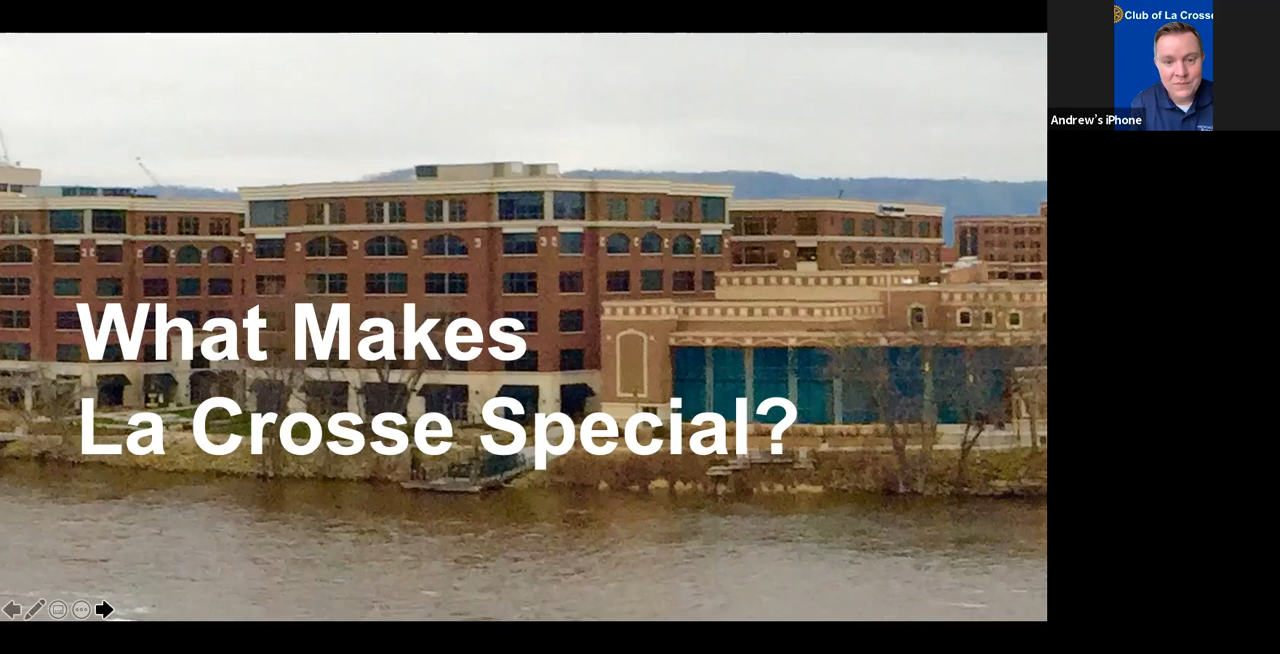 Club of La Crosse
Andrew's iPhone
What Makes
La Crosse Special?